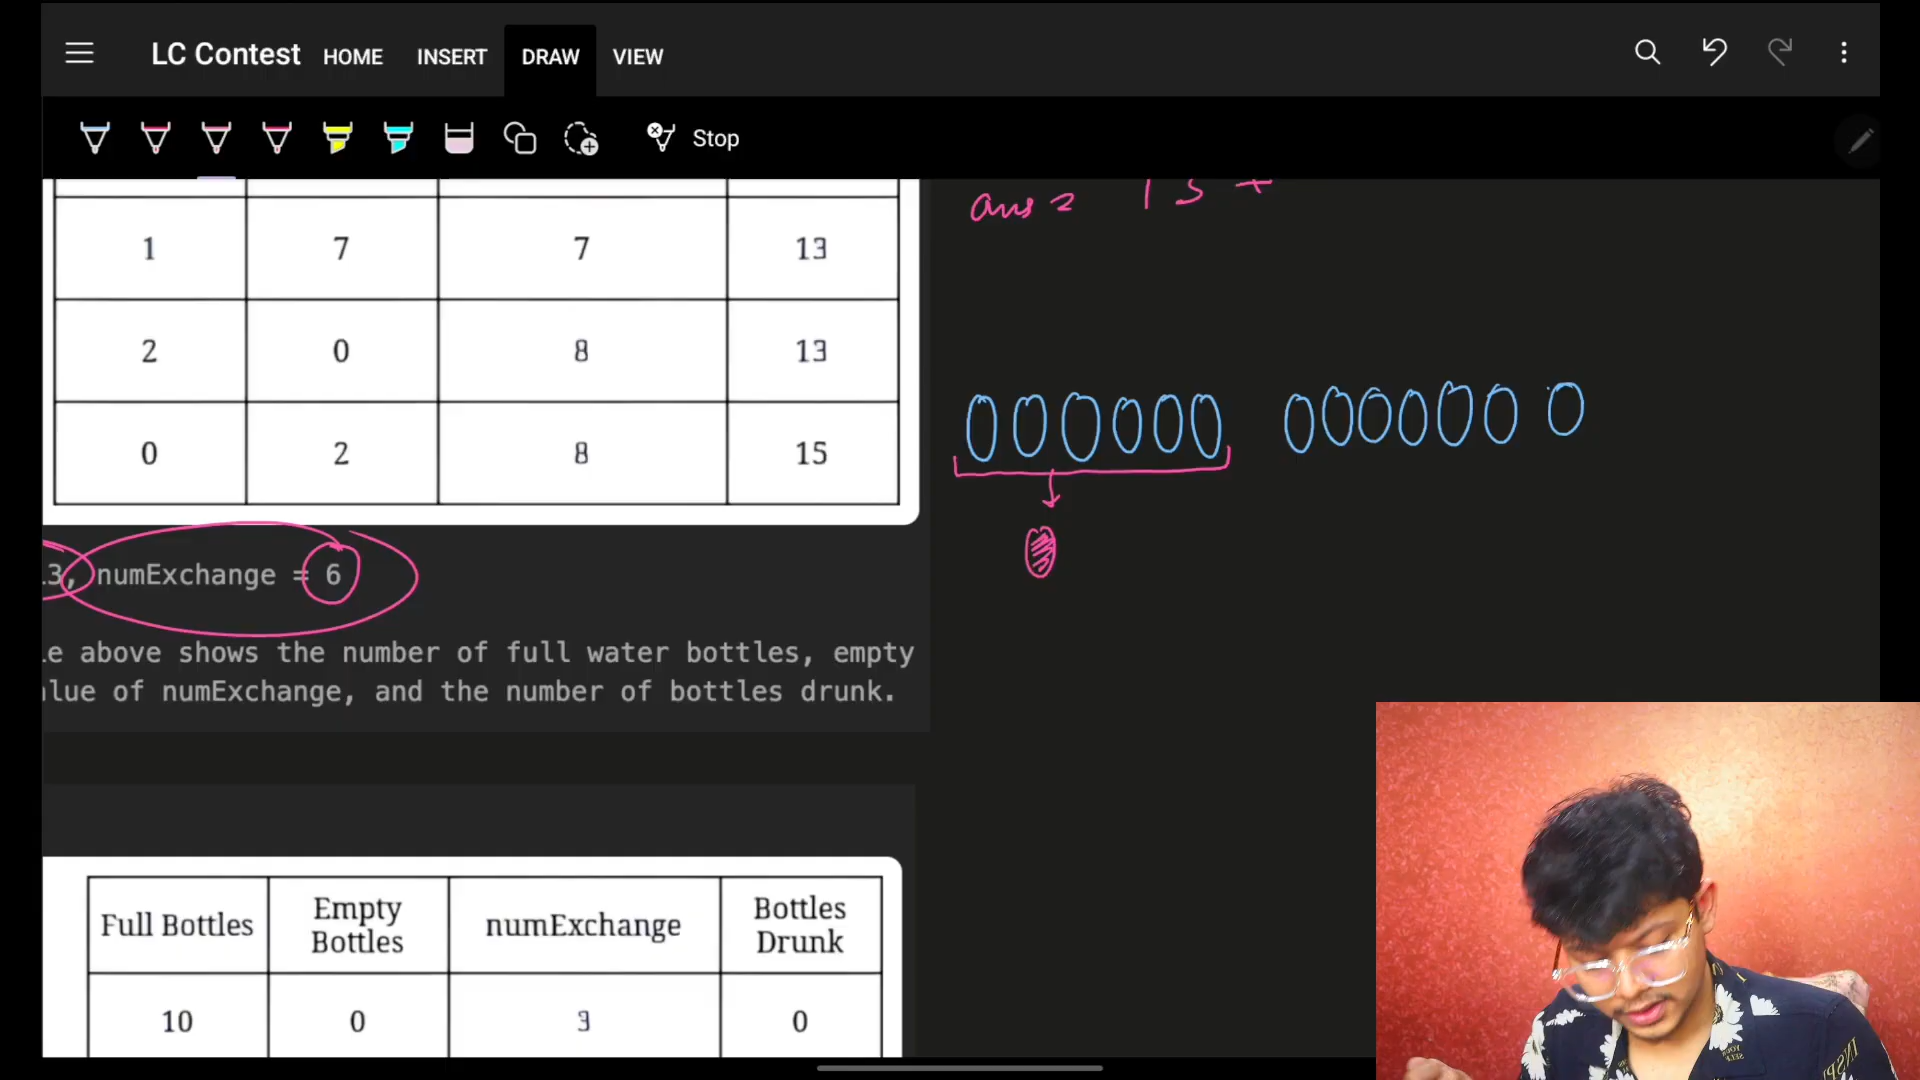 LC Contest HOME INSERT DRAW VIEW
Stop
ans = 13 +
1 7 7 13
2 0 8 13
0 2 8 15
.3, numExchange = 6
e above shows the number of full water bottles, empty
lue of numExchange, and the number of bottles drunk.
Full Bottles Empty Bottles numExchange Bottles Drunk
10 0 3 0